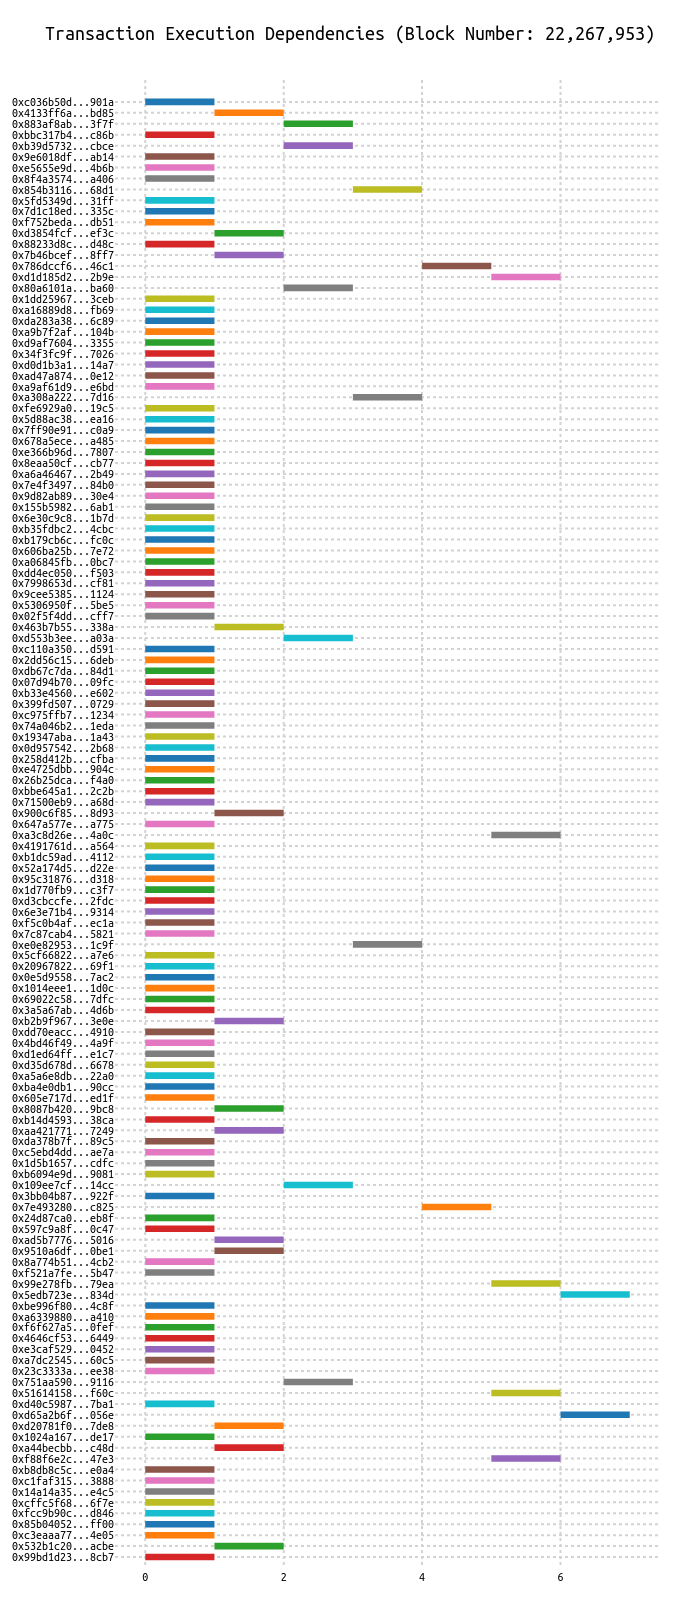 Transaction Execution Dependencies (Block Number: 22,267,953)
0xc036b50d...901a
0x4133ff6a...bd85
0x883af8ab...3f7f
0xbbc317b4...c86b
0xb39d5732...cbce
0x9e6018df...ab14
0xe5655e9d...4b6b
0x8f4a3574...a406
0x854b3116...68d1
0x5fd5349d...31ff
0x7d1c18ed...335c
0xf752beda...db51
0xd3854fcf...ef3c
0x88233d8c...d48c
0x7b46bcef...8ff7
0x786dccf6...46c1
0xd1d185d2...2b9e
0x80a6101a...ba60
0x1dd25967...3ceb
0xa16889d8...fb69
0xda283a38...6c89
0xa9b7f2af...104b
0xd9af7604...3355
0x34f3fc9f...7026
0xd0d1b3a1...14a7
0xad47a874...0e12
0xa9af61d9...e6bd
0xa308a222...7d16
0xfe6929a0...19c5
0x5d88ac38...ea16
0x7ff90e91...c0a9
0x678a5ece...a485
0xe366b96d...7807
0x8eaa50cf...cb77
0xa6a46467...2b49
0x7e4f3497...84b0
0x9d82ab89...30e4
0x155b5982...6ab1
0x6e30c9c8...1b7d
0xb35fdbc2...4cbc
0xb179cb6c...fc0c
0x606ba25b...7e72
0xa06845fb...0bc7
0xdd4ec050...f503
0x7998653d...cf81
0x9cee5385...1124
0x5306950f...5be5
0x02f5f4dd...cff7
0x463b7b55...338a
0xd553b3ee...a03a
0xc110a350...d591
0x2dd56c15...6deb
0xdb67c7da...84d1
0x07d94b70...09fc
0xb33e4560...e602
0x399fd507...0729
0xc975ffb7...1234
0x74a046b2...1eda
0x19347aba...1a43
0x0d957542...2b68
0x258d412b...cfba
0xe4725dbb...904c
0x26b25dca...f4a0
0xbbe645a1...2c2b
0x71500eb9...a68d
0x900c6f85...8d93
0x647a577e...a775
0xa3c8d26e...4a0c
0x4191761d...a564
0xb1dc59ad...4112
0x52a174d5...d22e
0x95c31876...d318
0x1d770fb9...c3f7
0xd3cbccfe...2fdc
0x6e3e71b4...9314
0xf5c0b4af...ec1a
0x7c87cab4...5821
0xe0e82953...1c9f
0x5cf66822...a7e6
0x20967822...69f1
0x0e5d9558...7ac2
0x1014eee1...1d0c
0x69022c58...7dfc
0x3a5a67ab...4d6b
0xb2b9f967...3e0e
0xdd70eacc...4910
0x4bd46f49...4a9f
0xd1ed64ff...e1c7
0xd35d678d...6678
0xa5a6e8db...22a0
0xba4e0db1...90cc
0x605e717d...ed1f
0x8087b420...9bc8
0xb14d4593...38ca
0xaa421771...7249
0xda378b7f...89c5
0xc5ebd4dd...ae7a
0x1d5b1657...cdfc
0xb6094e9d...9081
0x109ee7cf...14cc
0x3bb04b87...922f
0x7e493280...c825
0x24d87ca0...eb8f
0x597c9a8f...0c47
0xad5b7776...5016
0x9510a6df...0be1
0x8a774b51...4cb2
0xf521a7fe...5b47
0x99e278fb...79ea
0x5edb723e...834d
0xbe996f80...4c8f
0xa6339880...a410
0xf6f627a5...0fef
0x4646cf53...6449
0xe3caf529...0452
0xa7dc2545...60c5
0x23c3333a...ee38
0x751aa590...9116
0x51614158...f60c
0xd40c5987...7ba1
0xd65a2b6f...056e
0xd20781f0...7de8
0x1024a167...de17
0xa44becbb...c48d
0xf88f6e2c...47e3
0xb8db8c5c...e0a4
0xc1faf315...3888
0x14a14a35...e4c5
0xcffc5f68...6f7e
0xfcc9b90c...d846
0x85b04052...ff00
0xc3eaaa77...4e05
0x532b1c20...acbe
0x99bd1d23...8cb7
0 2 4 6